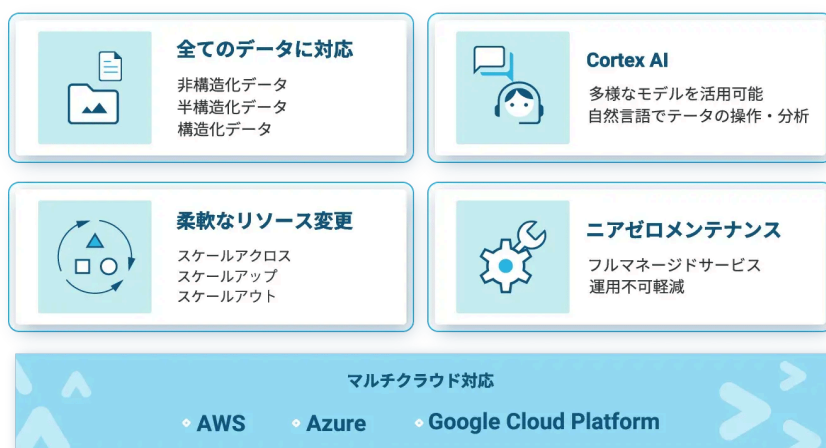 全てのデータに対応
非構造化データ
半構造化データ
構造化データ
Cortex AI
多様なモデルを活用可能
自然言語でテータの操作・分析
柔軟なリソース変更
スケールアクロス
スケールアップ
スケールアウト
ニアゼロメンテナンス
フルマネージドサービス
運用不可軽減
マルチクラウド対応
AWS
Azure
Google Cloud Platform